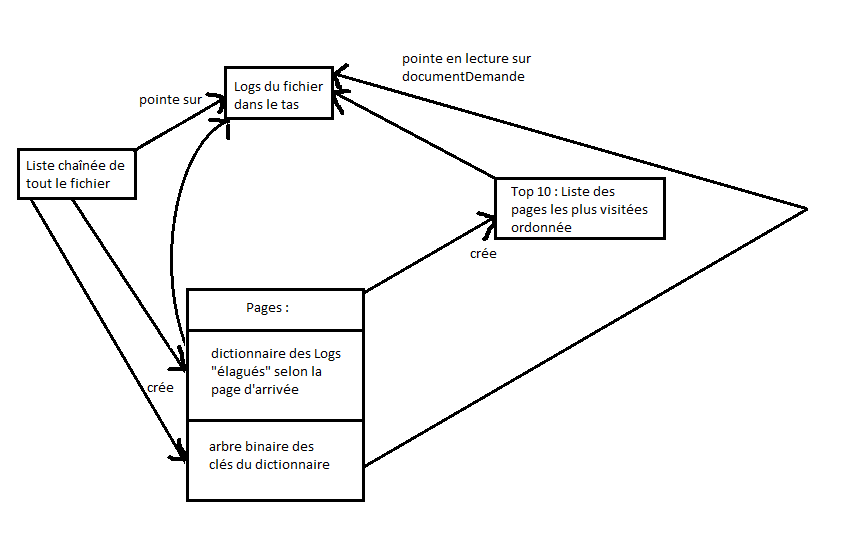 pointe en lecture sur
documentDemande
Logs du fichier
dans le tas
pointe sur
Liste chaînée de
tout le fichier
Top 10 : Liste des
pages les plus visitées
ordonnée
crée
Pages :
dictionnaire des Logs
"élagués" selon la
page d'arrivée
crée
arbre binaire des
clés du dictionnaire